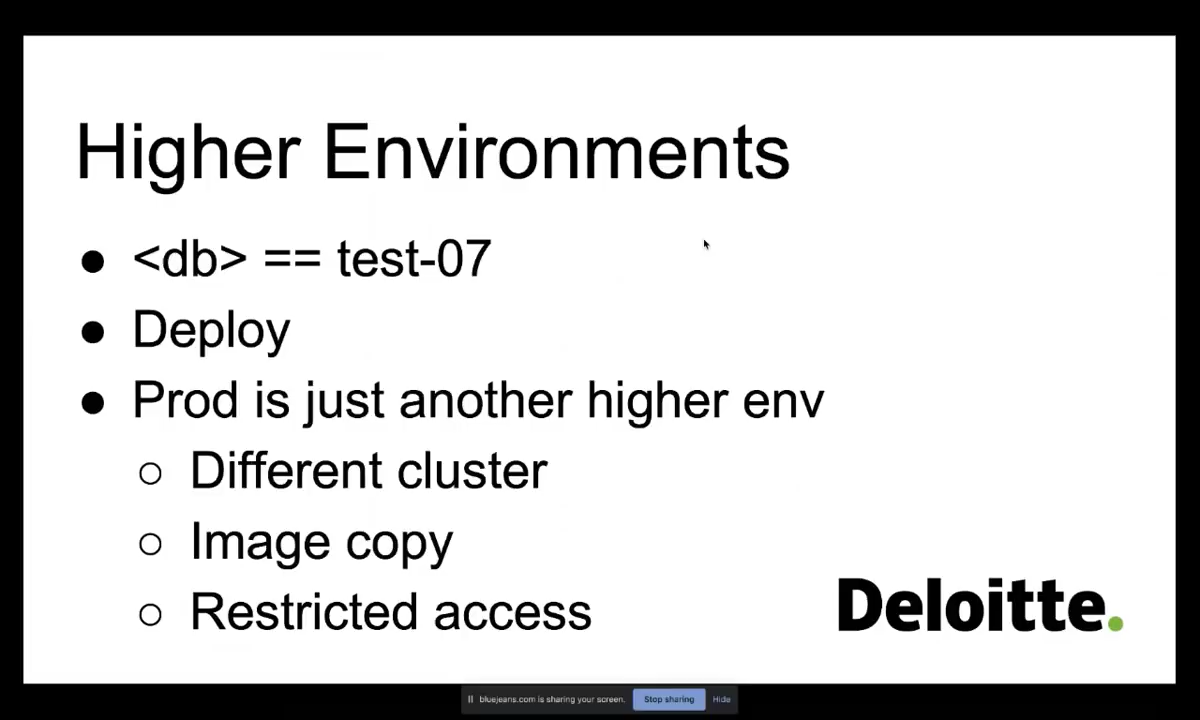 Higher Environments
● <db> == test-07
● Deploy
● Prod is just another higher env
○ Different cluster
○ Image copy
○ Restricted access
Deloitte.
bluejeans.com is sharing your screen. Stop sharing Hide